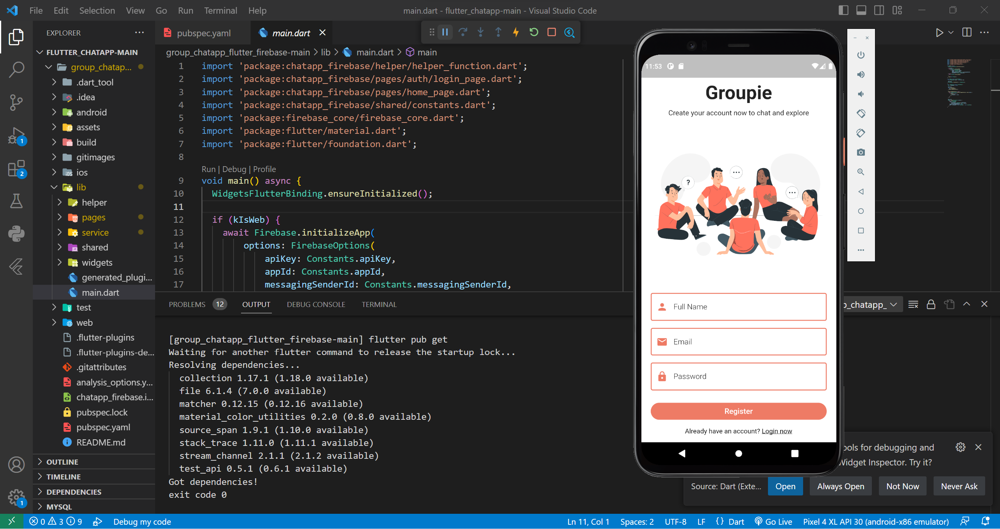 File Edit Selection View Go Run Terminal Help
main.dart - flutter_chatapp-main - Visual Studio Code
EXPLORER
FLUTTER_CHATAPP-MAIN
group_chatap...
.dart_tool
.idea
android
assets
build
gitimages
ios
lib
helper
pages
service
shared
widgets
generated_plugi...
main.dart
test
web
.flutter-plugins
.flutter-plugins-de...
.gitattributes
analysis_options.y...
chatapp_firebase.i...
pubspec.lock
pubspec.yaml
README.md
OUTLINE
TIMELINE
DEPENDENCIES
MYSQL
1
2
1
pubspec.yaml
main.dart
group_chatapp_flutter_firebase-main > lib > main.dart > main
1 import 'package:chatapp_firebase/helper/helper_function.dart';
2 import 'package:chatapp_firebase/pages/auth/login_page.dart';
3 import 'package:chatapp_firebase/pages/home_page.dart';
4 import 'package:chatapp_firebase/shared/constants.dart';
5 import 'package:firebase_core/firebase_core.dart';
6 import 'package:flutter/material.dart';
7 import 'package:flutter/foundation.dart';
8
Run | Debug | Profile
9 void main() async {
10 WidgetsFlutterBinding.ensureInitialized();
11
12 if (kIsWeb) {
13 await Firebase.initializeApp(
14 options: FirebaseOptions(
15 apiKey: Constants.apiKey,
16 appId: Constants.appId,
17 messagingSenderId: Constants.messagingSenderId,
PROBLEMS 12 OUTPUT DEBUG CONSOLE TERMINAL
_chatapp_
[group_chatapp_flutter_firebase-main] flutter pub get
Waiting for another flutter command to release the startup lock...
Resolving dependencies...
collection 1.17.1 (1.18.0 available)
file 6.1.4 (7.0.0 available)
matcher 0.12.15 (0.12.16 available)
material_color_utilities 0.2.0 (0.8.0 available)
source_span 1.9.1 (1.10.0 available)
stack_trace 1.11.0 (1.11.1 available)
stream_channel 2.1.1 (2.1.2 available)
test_api 0.5.1 (0.6.1 available)
Got dependencies!
exit code 0
11:53
Groupie
Create your account now to chat and explore
?
Full Name
Email
Password
Register
Already have an account? Login now
ools for debugging and
Widget Inspector. Try it?
Source: Dart (Exte...
Open
Always Open
Not Now
Never Ask
0 3 9 Debug my code
Ln 11, Col 1 Spaces: 2 UTF-8 LF {} Dart Go Live Pixel 4 XL API 30 (android-x86 emulator)